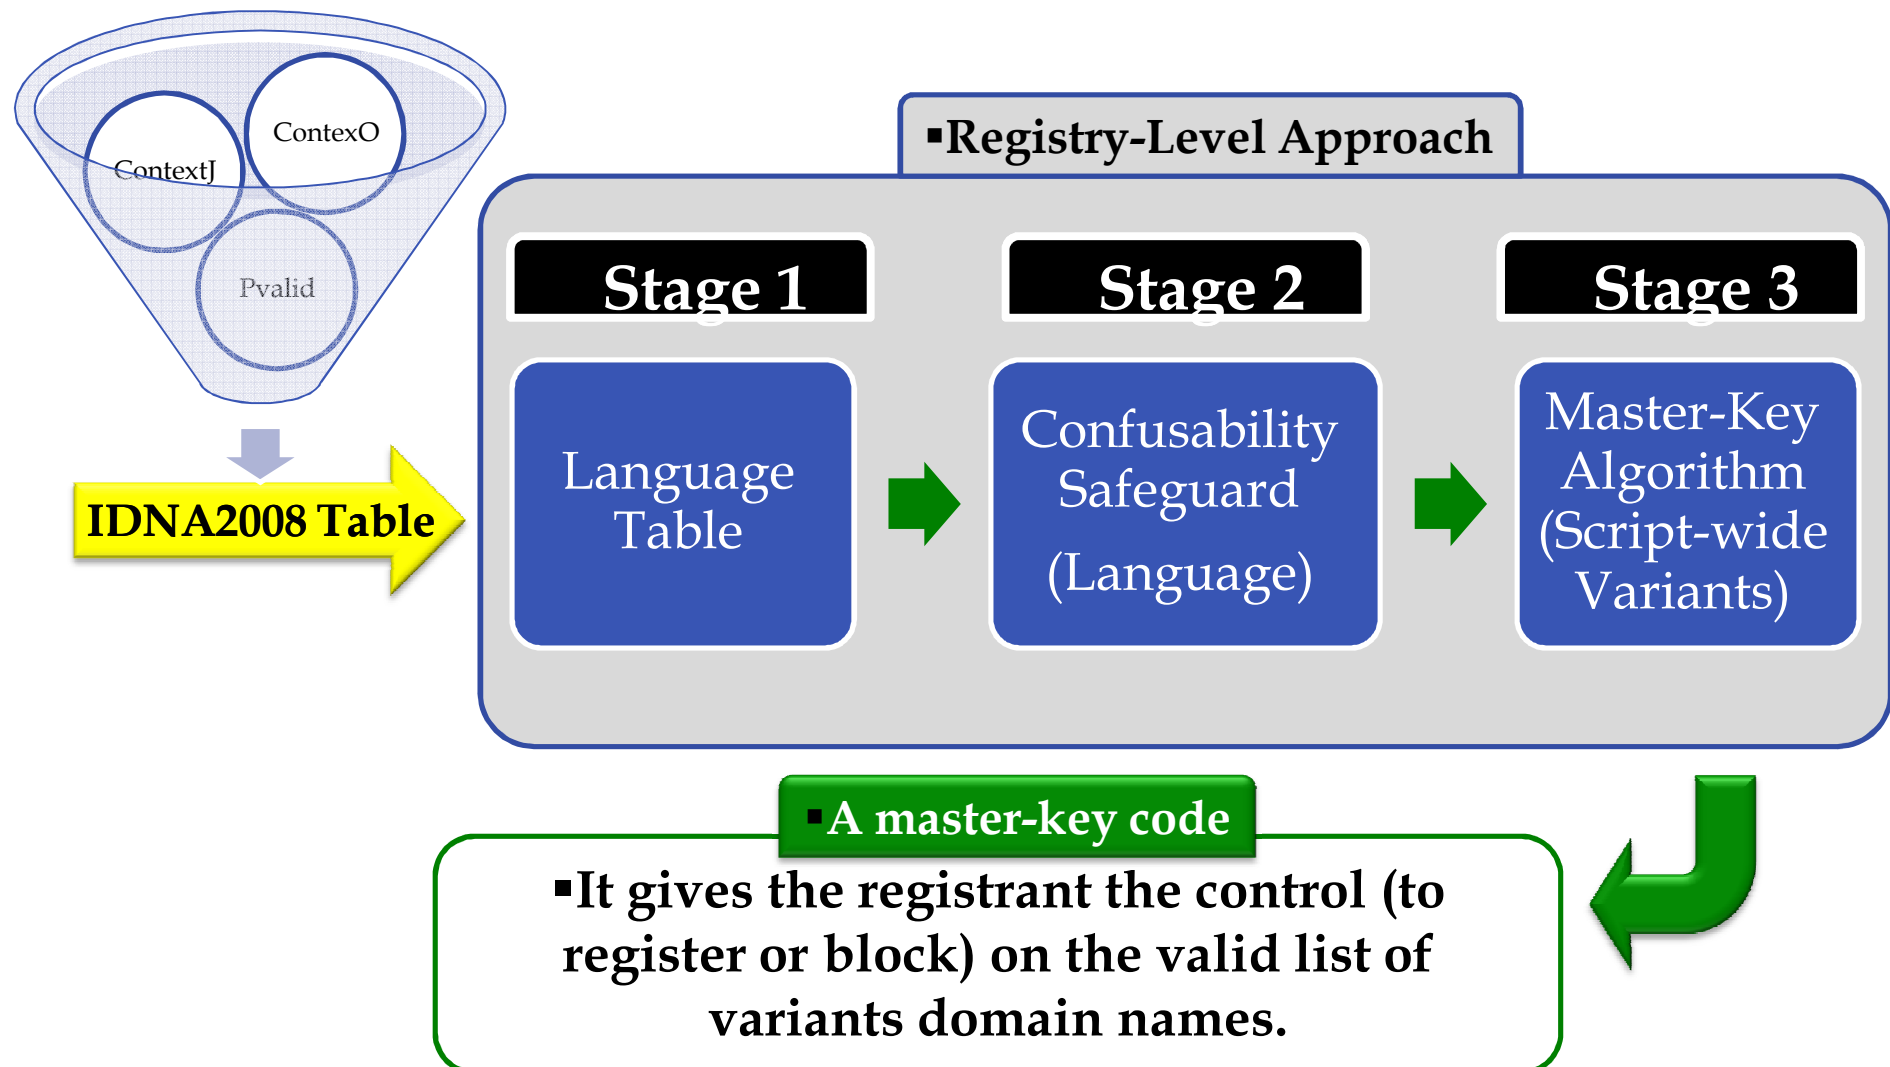 ContexO
ContextJ
Pvalid
IDNA2008 Table
▪Registry-Level Approach
Stage 1
Stage 2
Stage 3
Language
Table
Confusability
Safeguard
(Language)
Master-Key
Algorithm
(Script-wide
Variants)
▪A master-key code
▪It gives the registrant the control (to
register or block) on the valid list of
variants domain names.